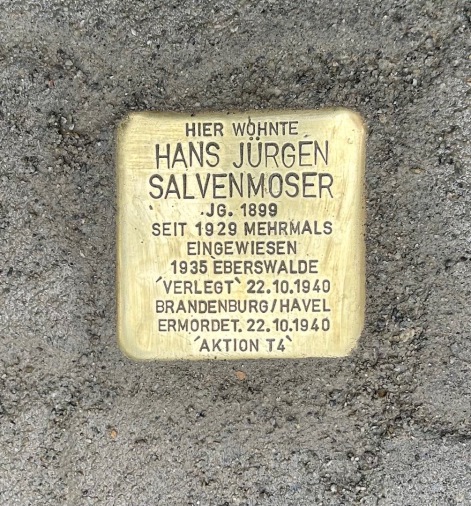 HIER WOHNTE
HANS JÜRGEN
SALVENMOSER
JG. 1899
SEIT 1929 MEHRMALS
EINGEWIESEN
1935 EBERSWALDE
´VERLEGT` 22.10.1940
BRANDENBURG/HAVEL
ERMORDET 22.10.1940
´AKTION T4`